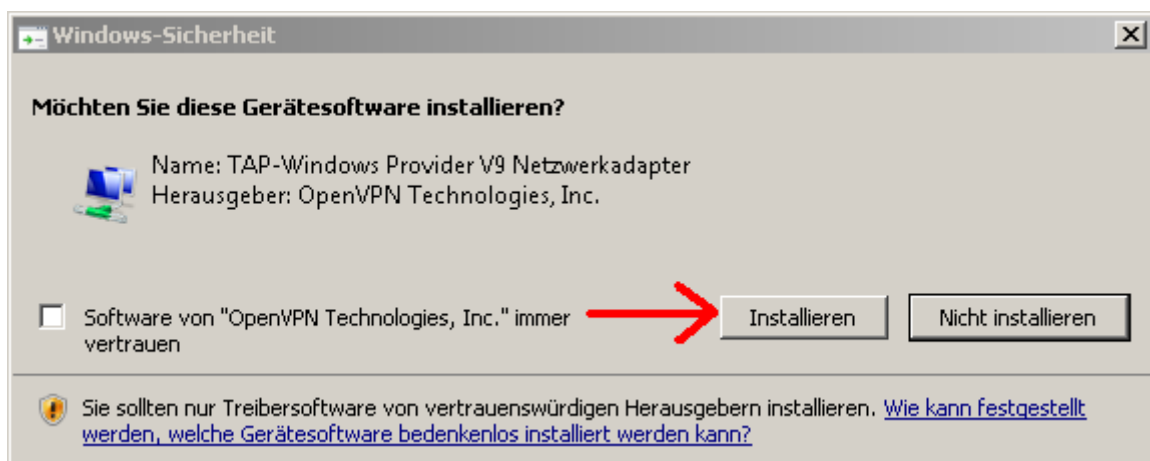 Windows-Sicherheit
Möchten Sie diese Gerätesoftware installieren?
Name: TAP-Windows Provider V9 Netzwerkadapter
Herausgeber: OpenVPN Technologies, Inc.
Software von "OpenVPN Technologies, Inc." immer
vertrauen
Installieren
Nicht installieren
Sie sollten nur Treibersoftware von vertrauenswürdigen Herausgebern installieren. Wie kann festgestellt
werden, welche Gerätesoftware bedenkenlos installiert werden kann?